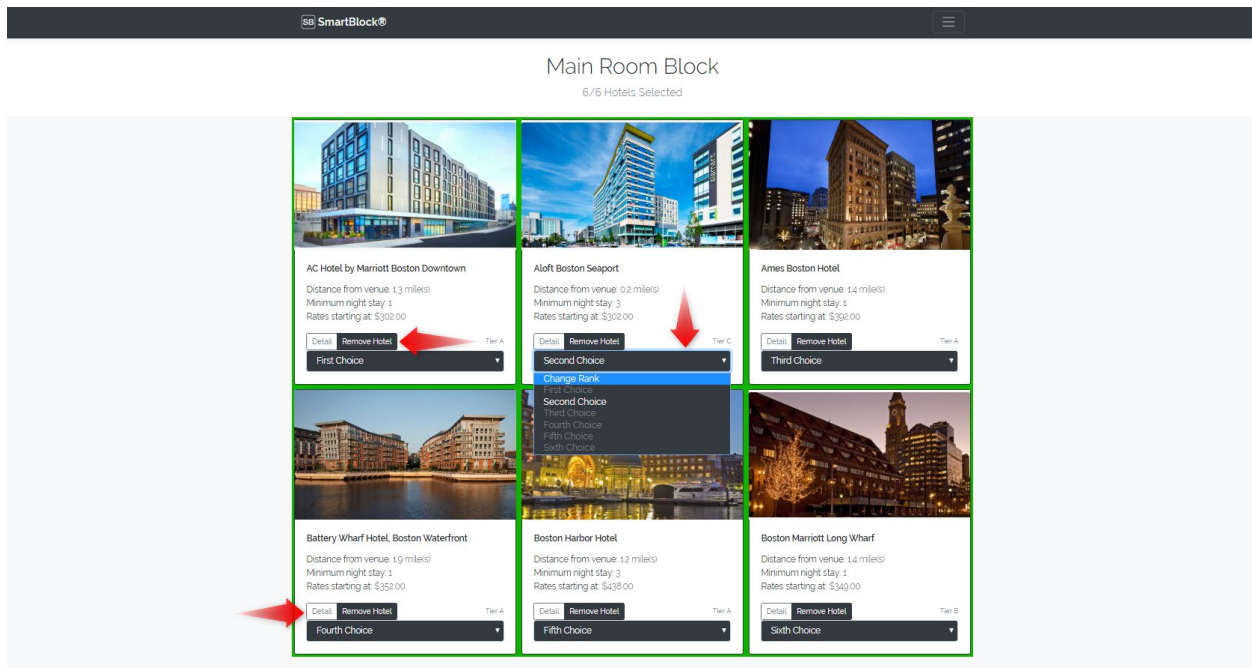 SB SmartBlock®
Main Room Block
6/6 Hotels Selected
AC Hotel by Marriott Boston Downtown
Distance from venue: 1.3 mile(s)
Minimum night stay: 1
Rates starting at: $302.00
Detail Remove Hotel Tier A
First Choice
Aloft Boston Seaport
Distance from venue: 0.2 mile(s)
Minimum night stay: 3
Rates starting at: $302.00
Detail Remove Hotel Tier C
Second Choice
Change Rank
First Choice
Second Choice
Third Choice
Fourth Choice
Fifth Choice
Sixth Choice
Ames Boston Hotel
Distance from venue: 1.4 mile(s)
Minimum night stay: 1
Rates starting at: $392.00
Detail Remove Hotel Tier A
Third Choice
Battery Wharf Hotel, Boston Waterfront
Distance from venue: 1.9 mile(s)
Minimum night stay: 1
Rates starting at: $352.00
Detail Remove Hotel Tier A
Fourth Choice
Boston Harbor Hotel
Distance from venue: 1.2 mile(s)
Minimum night stay: 3
Rates starting at: $438.00
Detail Remove Hotel Tier A
Fifth Choice
Boston Marriott Long Wharf
Distance from venue: 1.4 mile(s)
Minimum night stay: 1
Rates starting at: $349.00
Detail Remove Hotel Tier B
Sixth Choice